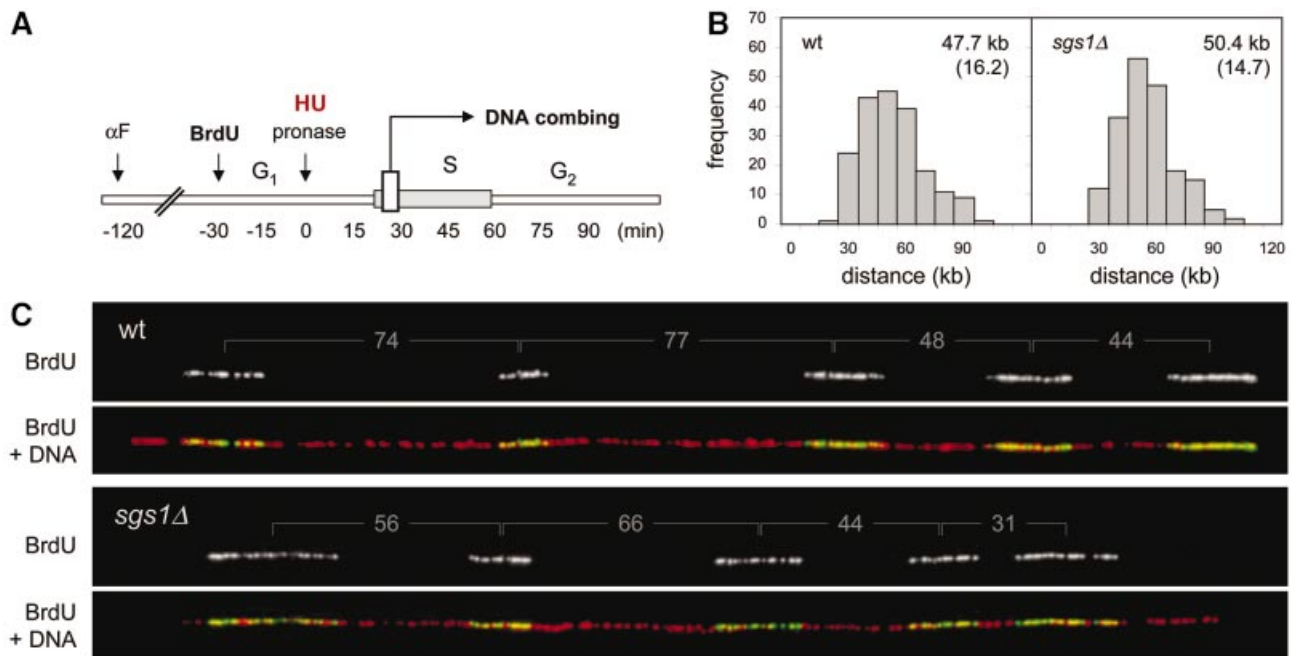 A
αF
BrdU
HU
pronase
G1
DNA combing
S
G2
-120 -30 -15 0 15 30 45 60 75 90 (min)
B
frequency
70
60
50
40
30
20
10
0
wt
47.7 kb
(16.2)
sgs1Δ
50.4 kb
(14.7)
0 30 60 90
0 30 60 90 120
distance (kb)
distance (kb)
C
wt
BrdU
74 77 48 44
BrdU
+ DNA
sgs1Δ
BrdU
56 66 44 31
BrdU
+ DNA